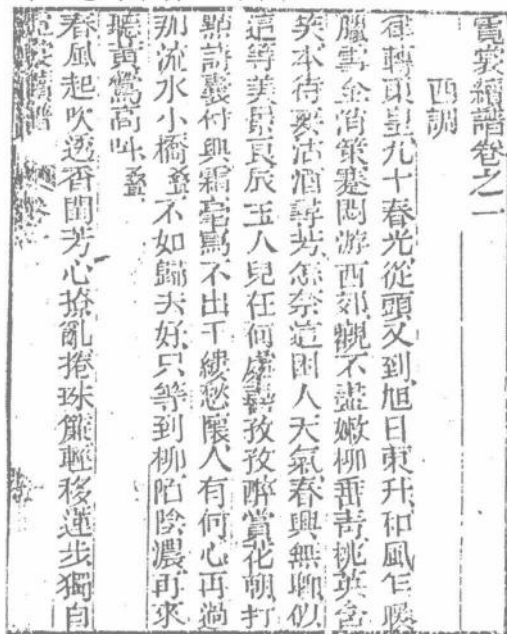 霓裳續譜卷之一
西調
律轉東皇九十春光從頭又到旭日東升和風乍暖
臘雪全消策蹇悶游西郊觀不盡嫩柳垂青桃英含
笑本待要沽酒尋芳怎奈這困人天氣春興無聊似
這等美景良辰玉人兒在何處孜孜醉賞花朝打
點詩囊付與霜毫寫不出千縷愁懷人有何心再過
那流水小橋疊不如歸去好只等到柳陌陰濃再來
聽黃鶯高叫疊
春風起吹透香閨芳心撩亂捲珠簾輕移蓮步獨自